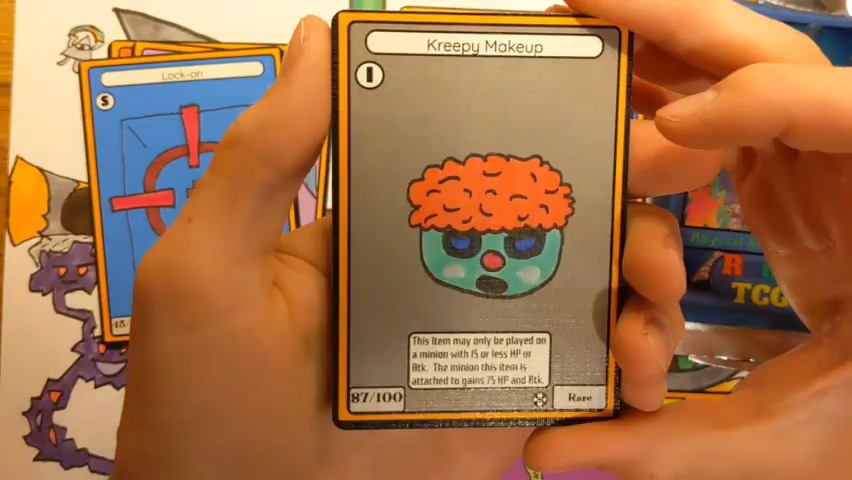 Kreepy Makeup
I
Lock-on
S
This Item may only be played on
a minion with 15 or less HP or
Atk. The minion this item is
attached to gains 75 HP and Atk.
87/100
Rare
TCG